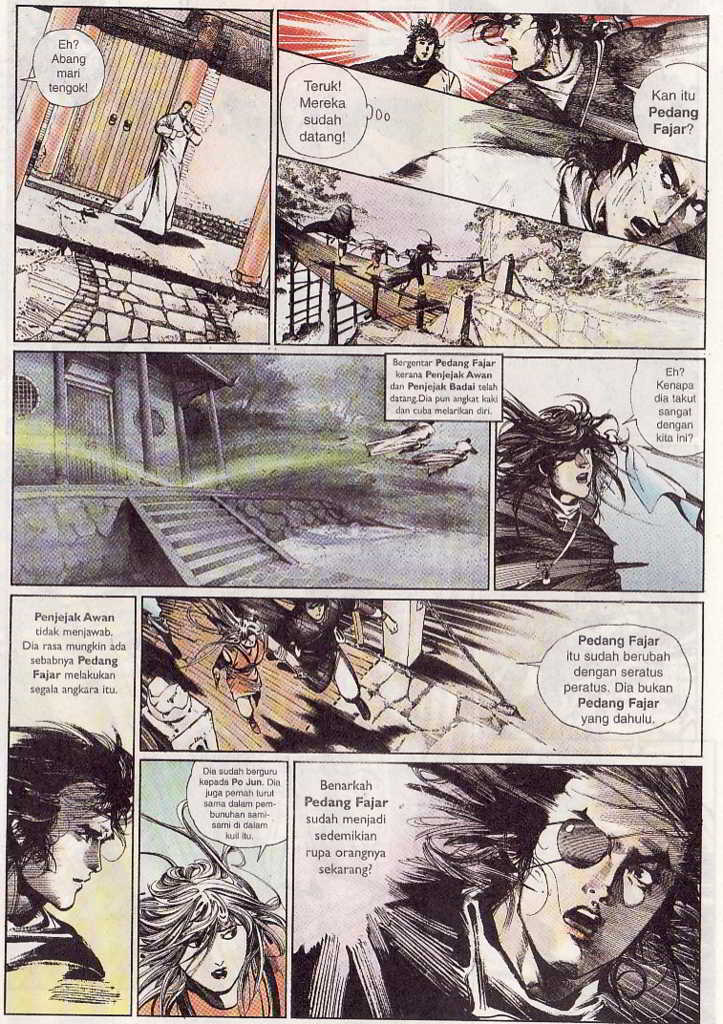 Eh?
Abang
mari
tengok!
Teruk!
Mereka
sudah
datang!
Kan itu
Pedang
Fajar?
Bergentar Pedang Fajar
kerana Penjejak Awan
dan Penjejak Badai telah
datang.Dia pun angkat kaki
dan cuba melarikan diri.
Eh?
Kenapa
dia takut
sangat
dengan
kita ini?
Penjejak Awan
tidak menjawab.
Dia rasa mungkin ada
sebabnya Pedang
Fajar melakukan
segala angkara itu.
Pedang Fajar
itu sudah berubah
dengan seratus
peratus. Dia bukan
Pedang Fajar
yang dahulu.
Dia sudah berguru
kepada Po Jun. Dia
juga pernah turut
sama dalam pem-
bunuhan sami-
sami di dalam
kuil itu.
Benarkah
Pedang Fajar
sudah menjadi
sedemikian
rupa orangnya
sekarang?